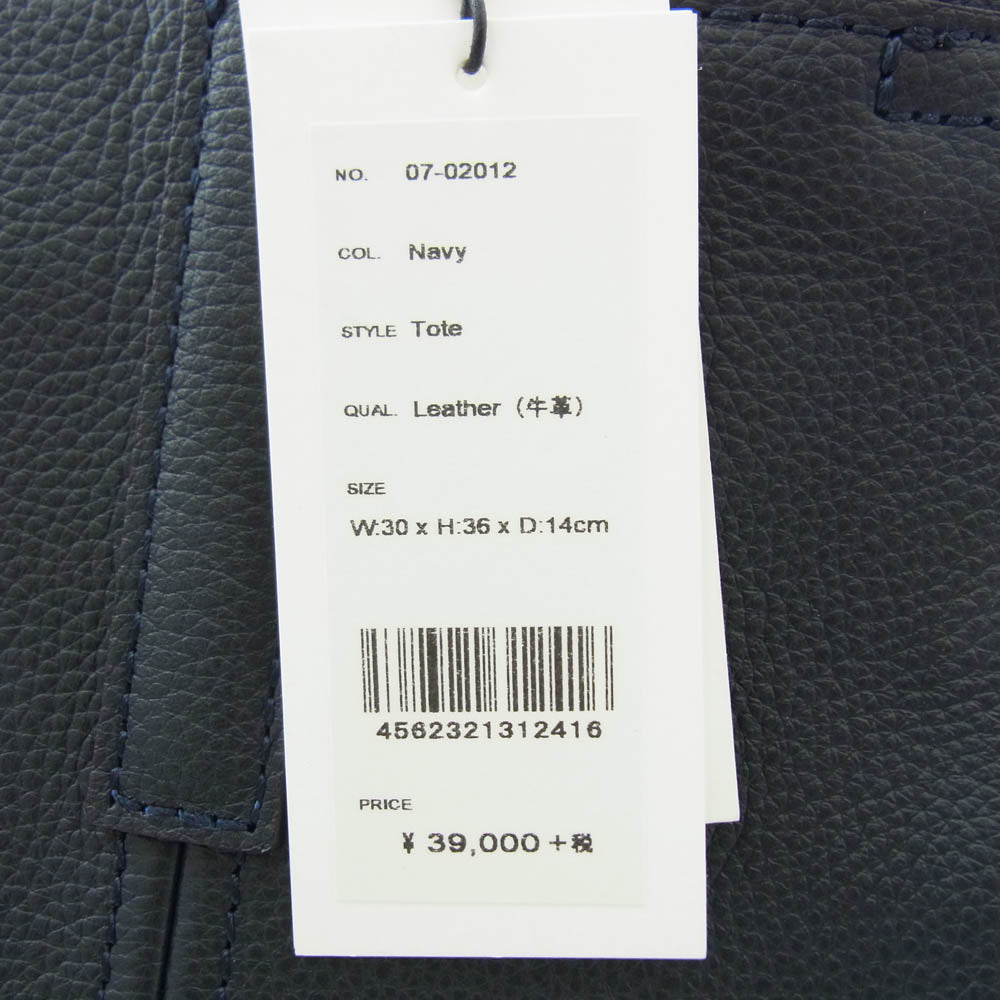 NO. 07-02012
COL. Navy
STYLE Tote
QUAL. Leather (牛革)
SIZE
W:30 x H:36 x D:14cm
4562321312416
PRICE
¥ 39,000 +税